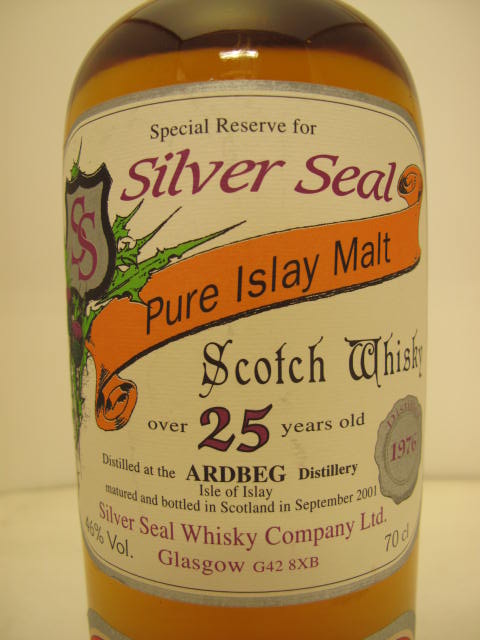 Special Reserve for
Silver Seal
SS
Pure Islay Malt
Scotch Whisky
over 25 years old
Distilled at the ARDBEG Distillery
Isle of Islay
matured and bottled in Scotland in September 2001
1976
Silver Seal Whisky Company Ltd.
46% Vol.
70 cl
Glasgow G42 8XB